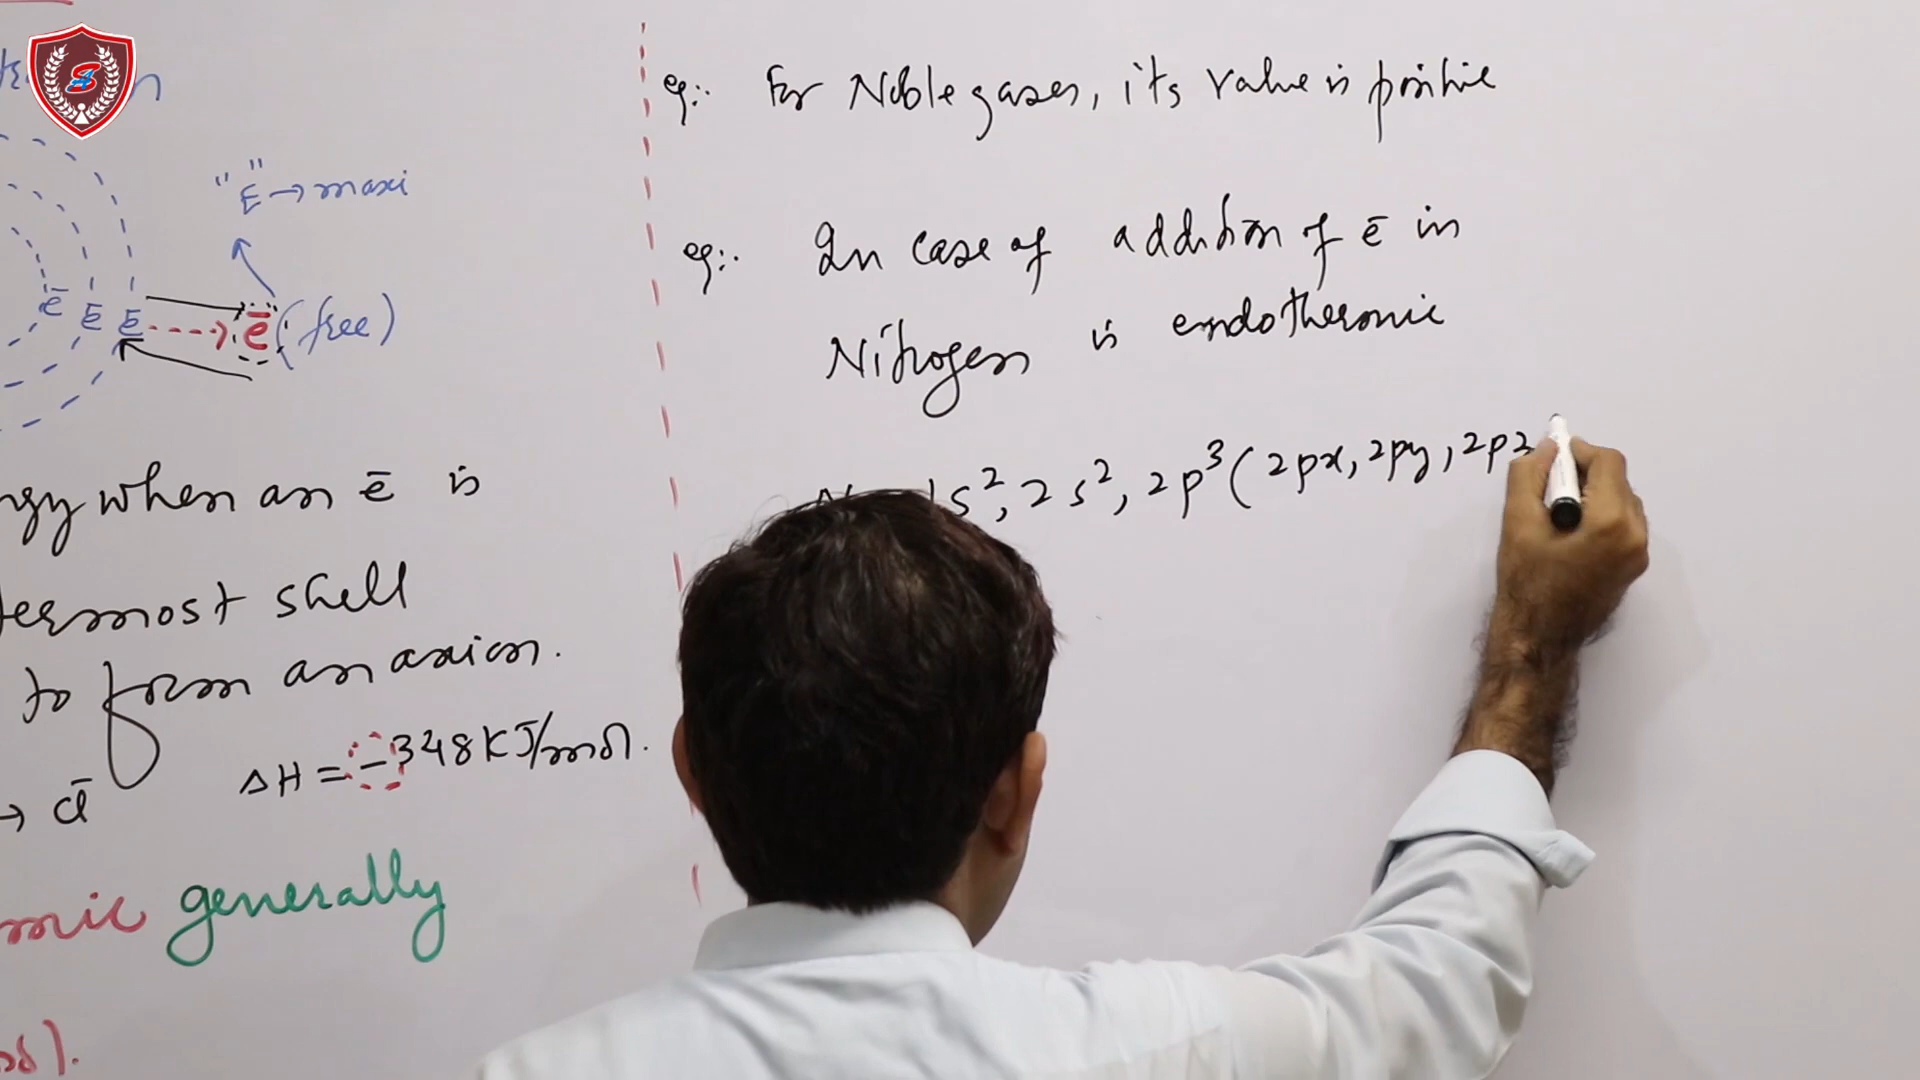 "E" → maxi
e̅ E̅ E̅ e̅ (free)
when an e̅ is
shell
to form an anion.
ΔH = -348 KJ/mol.
→ Cl̅
generally
eg:- For Noble gases, its value is positive
eg:- In case of addition of e̅ in
Nitrogen is endothermic
s², 2s², 2p³ (2px, 2py, 2pz